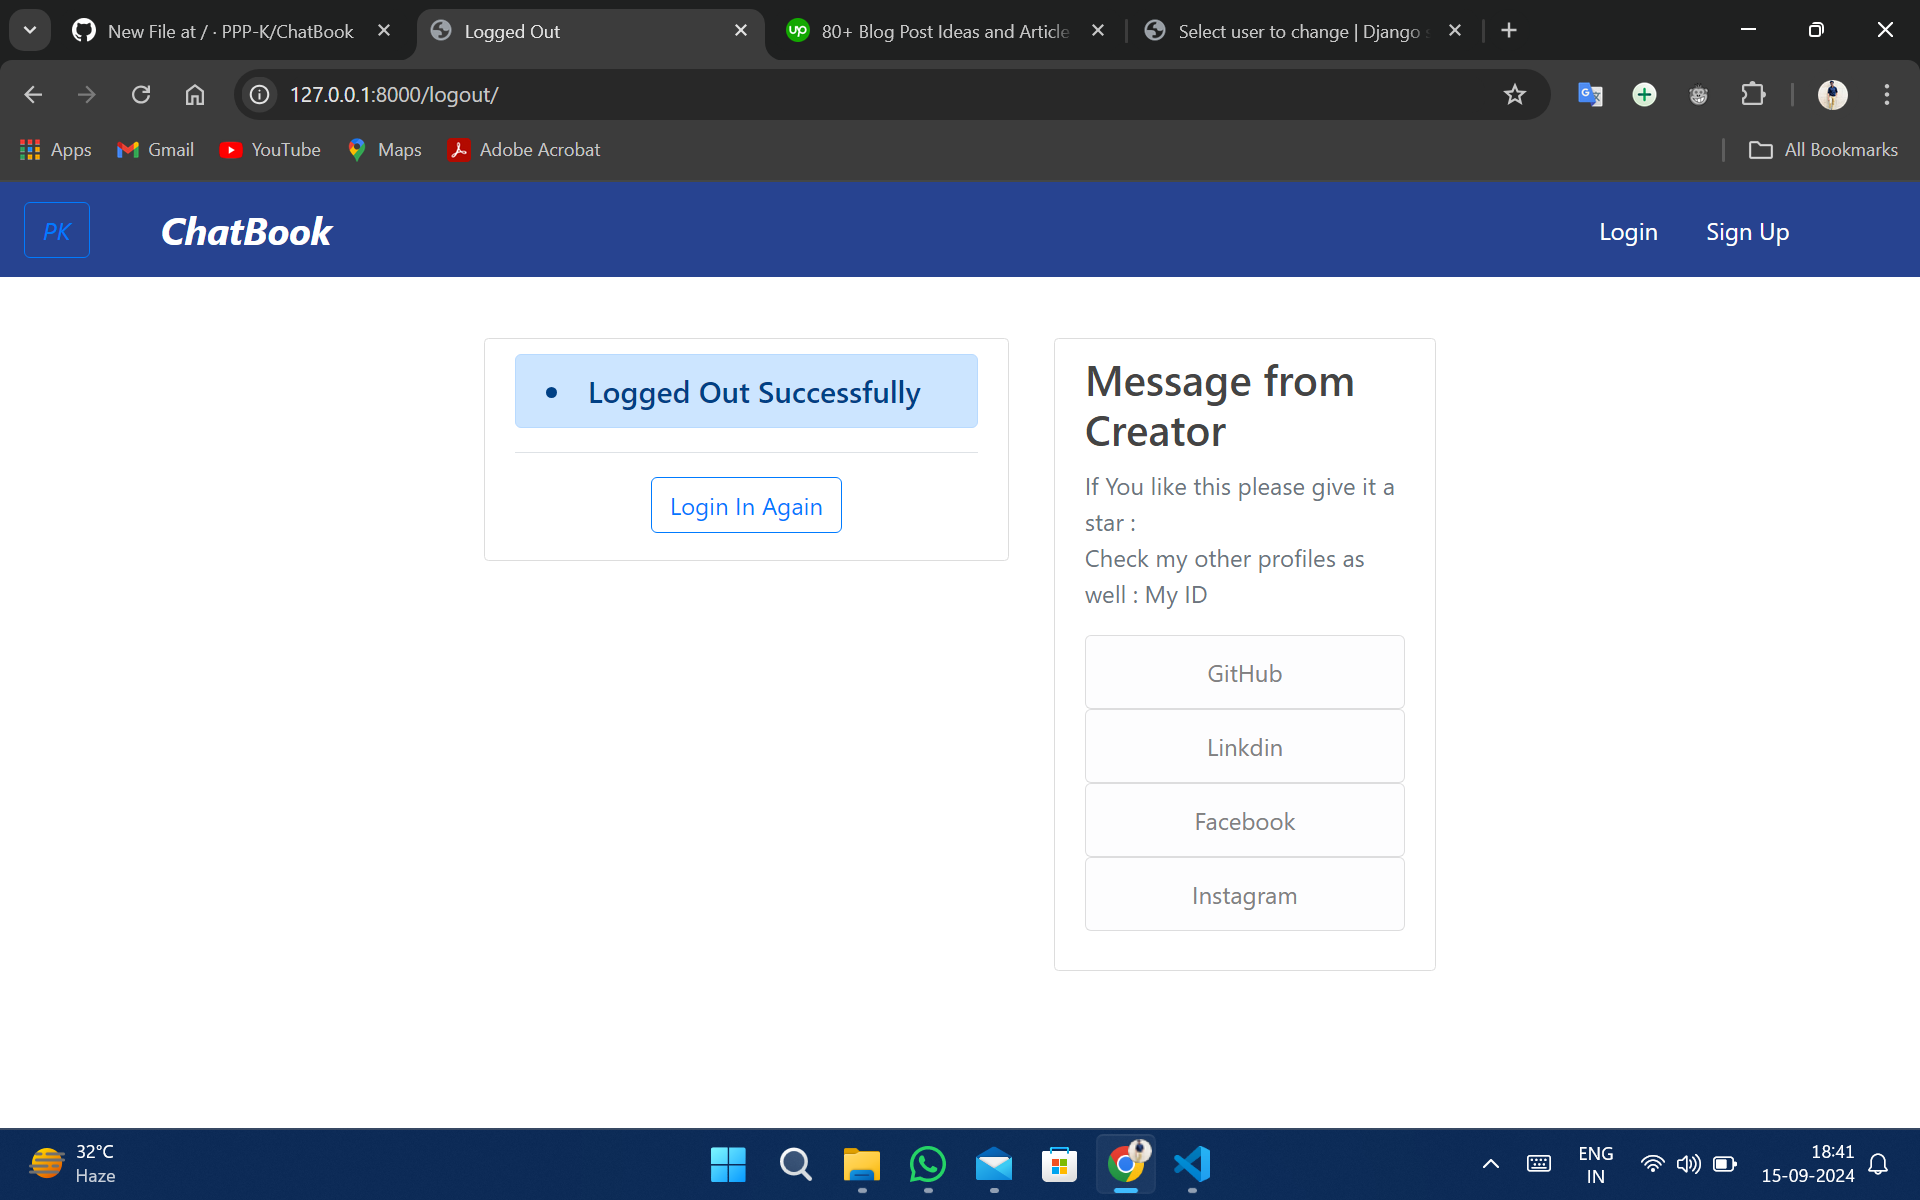 New File at / · PPP-K/ChatBook
Logged Out
80+ Blog Post Ideas and Article
Select user to change | Django
127.0.0.1:8000/logout/
Apps
Gmail
YouTube
Maps
Adobe Acrobat
All Bookmarks
PK
ChatBook
Login
Sign Up
Logged Out Successfully
Login In Again
Message from
Creator
If You like this please give it a
star :
Check my other profiles as
well : My ID
GitHub
Linkdin
Facebook
Instagram
32°C
Haze
ENG
IN
18:41
15-09-2024